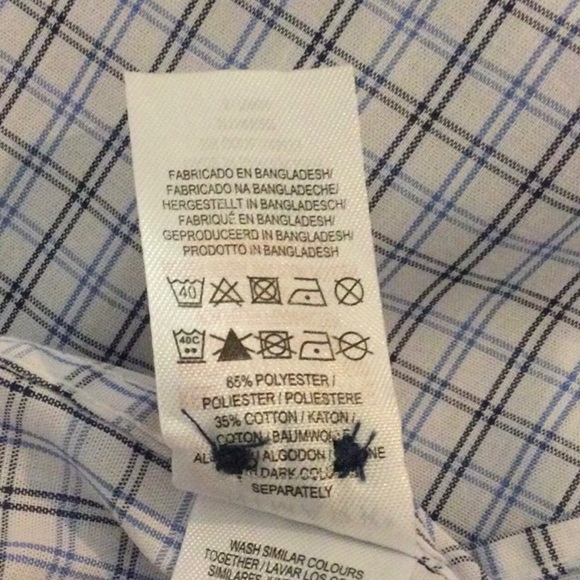 FABRICADO EN BANGLADESH/
FABRICADO NA BANGLADECHE/
HERGESTELLT IN BANGLADESCH/
FABRIQUÉ EN BANGLADESH/
GEPRODUCEERD IN BANGLADESH/
PRODOTTO IN BANGLADESH
40
40C
65% POLYESTER /
POLIESTER / POLIESTERE
35% COTTON / KATON /
COTON / BAUMWOLLE
ALGODON
DARK
SEPARATELY
WASH SIMILAR COLOURS
TOGETHER / LAVAR LOS